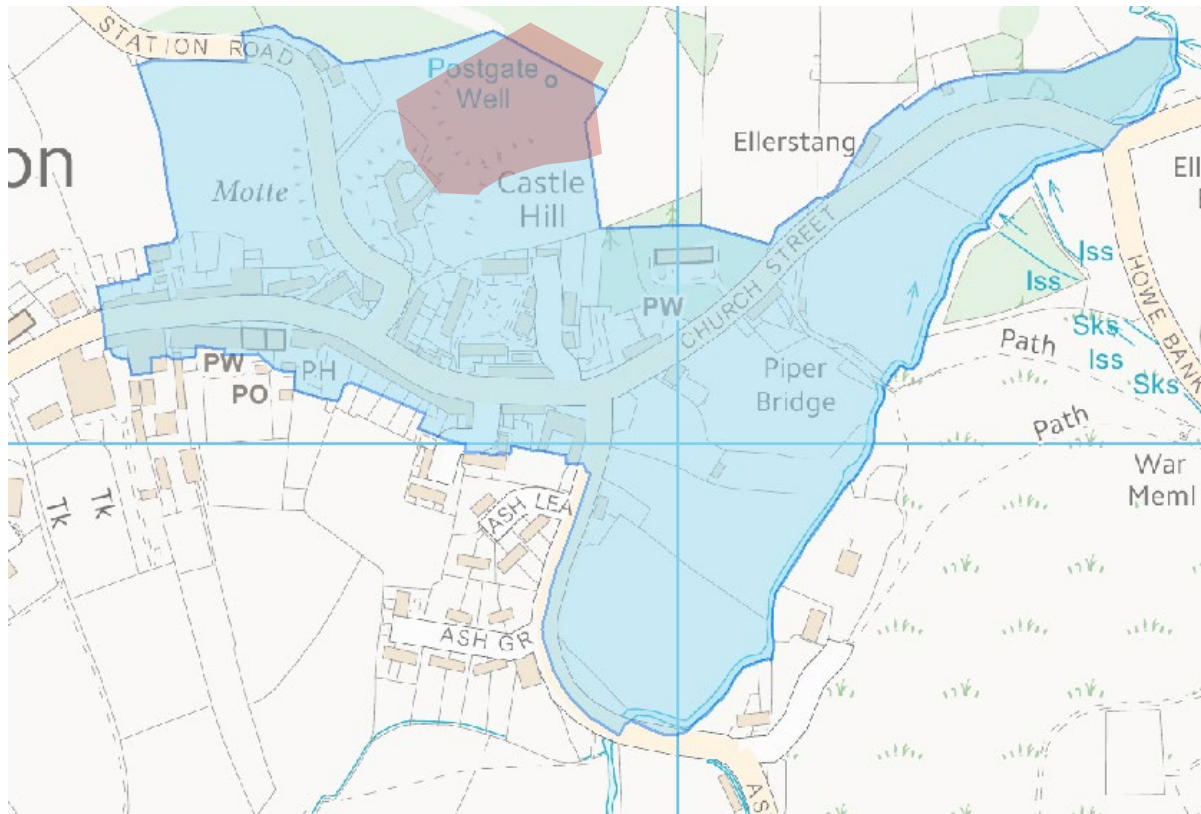 STATION ROAD
Postgate
Well
on
Motte
Castle
Hill
Ellerstang
Ell
CHURCH STREET
PW
Iss
Iss
HOWE BANK
Sks
Iss
Sks
Path
Path
PW
PO
PH
Piper
Bridge
War
Meml
Tk
Tk
ASH LEA
ASH GR
AS